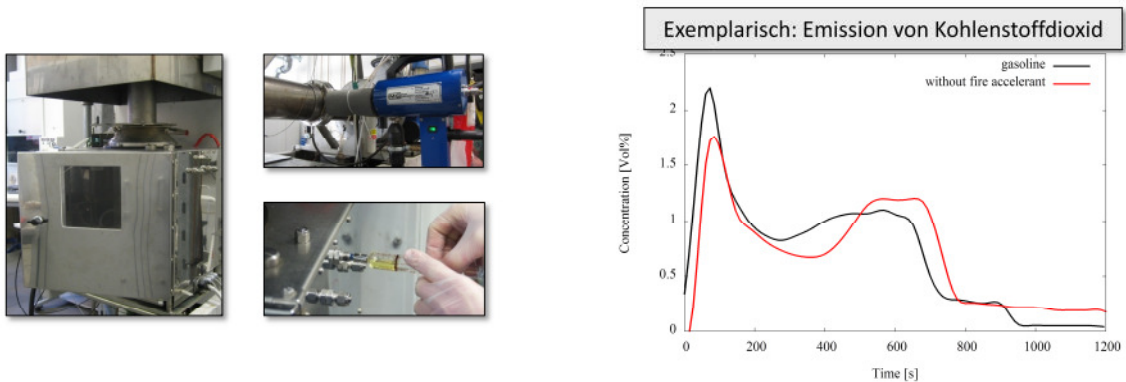 Exemplarisch: Emission von Kohlenstoffdioxid
2.5
gasoline
without fire accelerant
2
1.5
1
0.5
0
Concentration [Vol%]
0 200 400 600 800 1000 1200
Time [s]